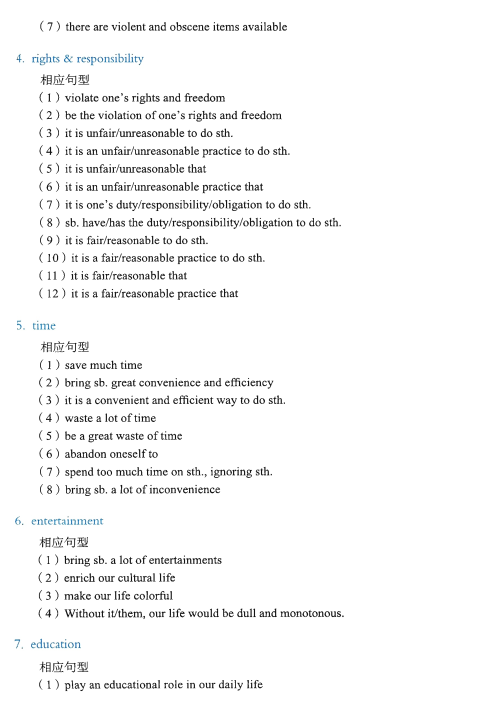 （7）there are violent and obscene items available
4. rights & responsibility
相应句型
（1）violate one's rights and freedom
（2）be the violation of one's rights and freedom
（3）it is unfair/unreasonable to do sth.
（4）it is an unfair/unreasonable practice to do sth.
（5）it is unfair/unreasonable that
（6）it is an unfair/unreasonable practice that
（7）it is one's duty/responsibility/obligation to do sth.
（8）sb. have/has the duty/responsibility/obligation to do sth.
（9）it is fair/reasonable to do sth.
（10）it is a fair/reasonable practice to do sth.
（11）it is fair/reasonable that
（12）it is a fair/reasonable practice that
5. time
相应句型
（1）save much time
（2）bring sb. great convenience and efficiency
（3）it is a convenient and efficient way to do sth.
（4）waste a lot of time
（5）be a great waste of time
（6）abandon oneself to
（7）spend too much time on sth., ignoring sth.
（8）bring sb. a lot of inconvenience
6. entertainment
相应句型
（1）bring sb. a lot of entertainments
（2）enrich our cultural life
（3）make our life colorful
（4）Without it/them, our life would be dull and monotonous.
7. education
相应句型
（1）play an educational role in our daily life